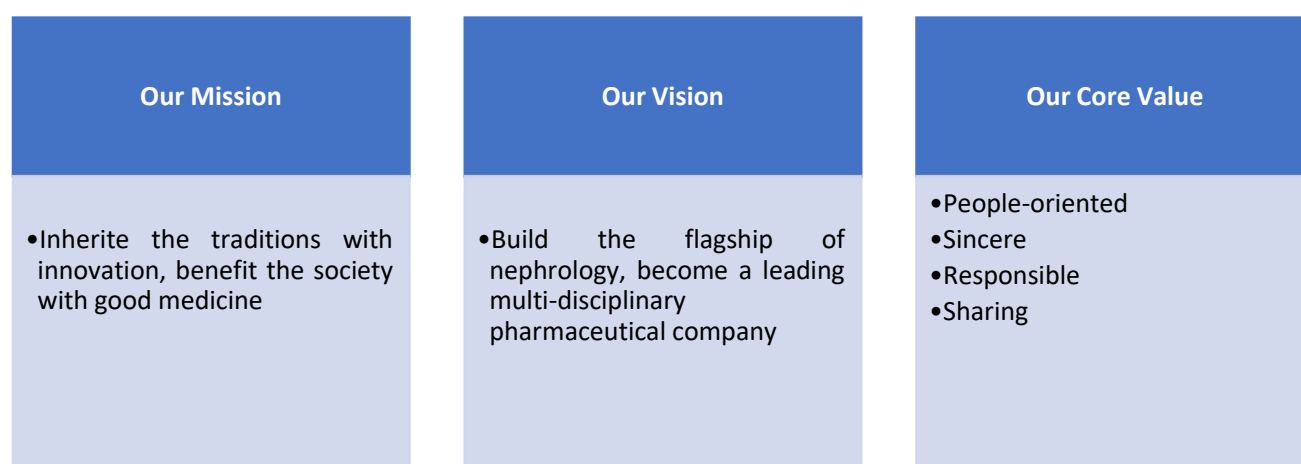 Our Mission
•Inherite the traditions with
innovation, benefit the society
with good medicine
Our Vision
•Build the flagship of
nephrology, become a leading
multi-disciplinary
pharmaceutical company
Our Core Value
•People-oriented
•Sincere
•Responsible
•Sharing